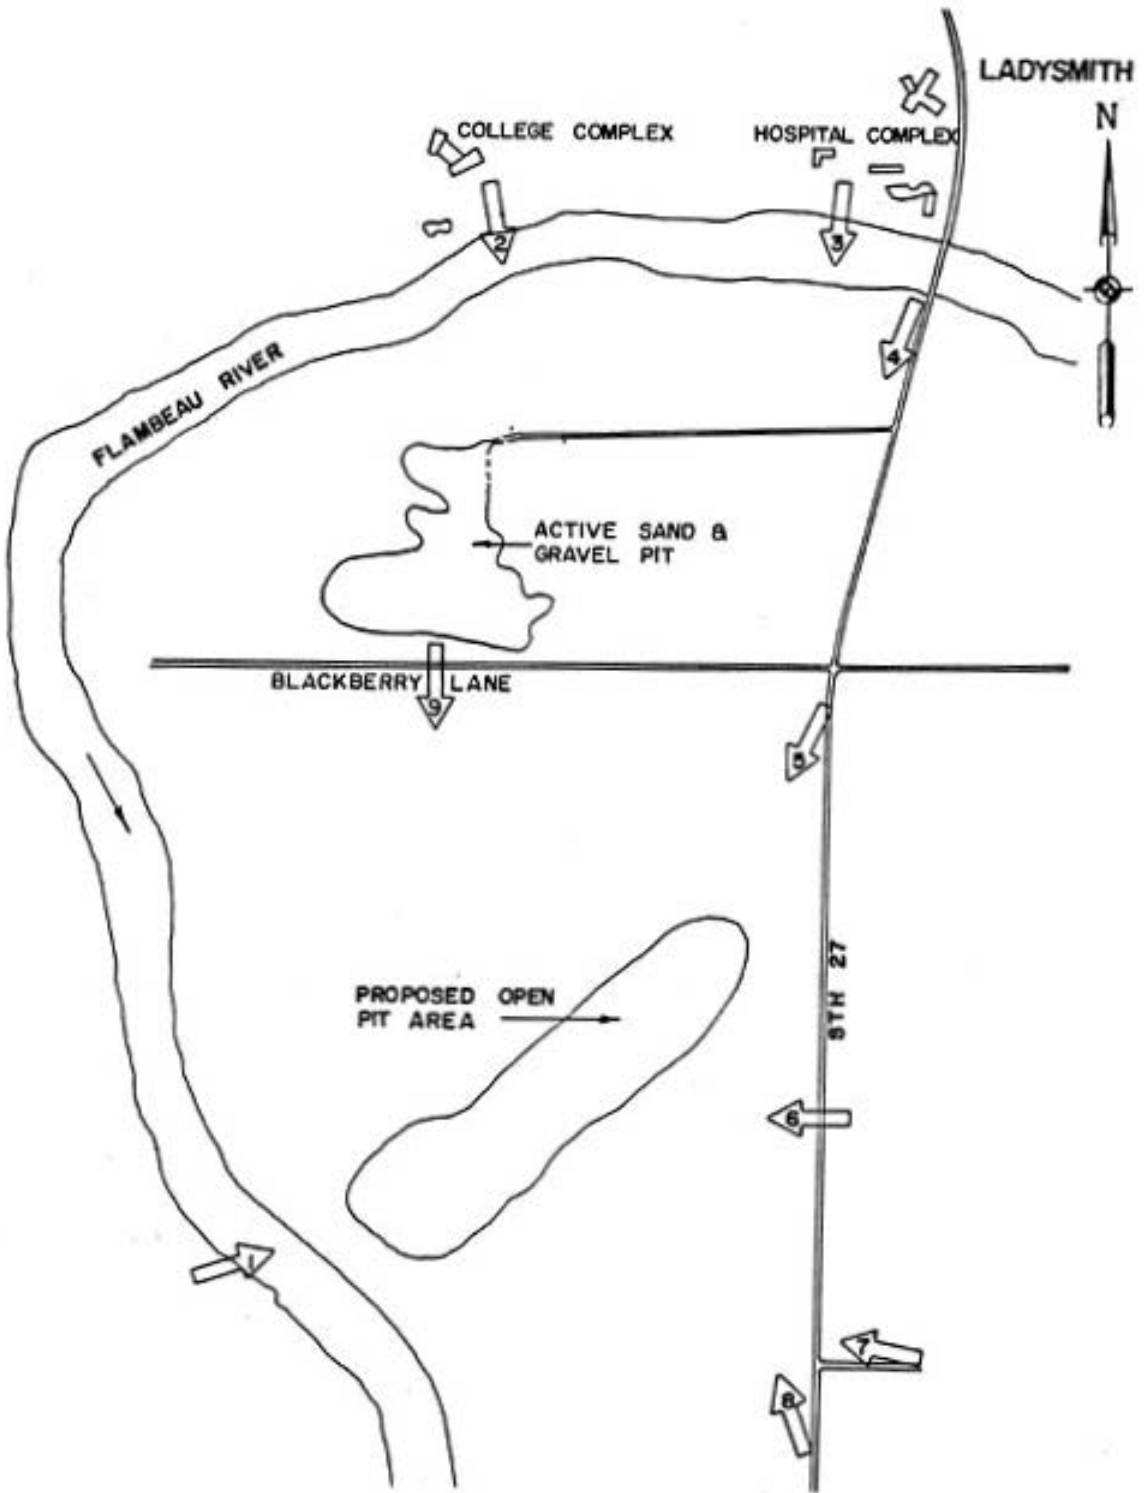 LADYSMITH
N
COLLEGE COMPLEX
HOSPITAL COMPLEX
2
3
4
FLAMBEAU RIVER
ACTIVE SAND &
GRAVEL PIT
BLACKBERRY LANE
9
5
PROPOSED OPEN
PIT AREA
STH 27
6
1
7
8